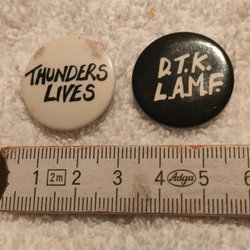 THUNDERS
LIVES
D.T.K.
L.A.M.F.
1 2m 2 3 4 Adga 5 6